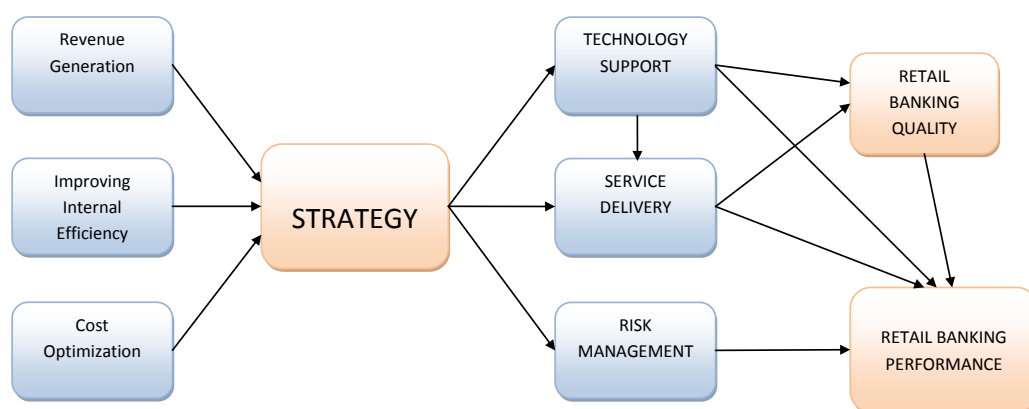 Revenue
Generation
Improving
Internal
Efficiency
Cost
Optimization
STRATEGY
TECHNOLOGY
SUPPORT
SERVICE
DELIVERY
RISK
MANAGEMENT
RETAIL
BANKING
QUALITY
RETAIL BANKING
PERFORMANCE